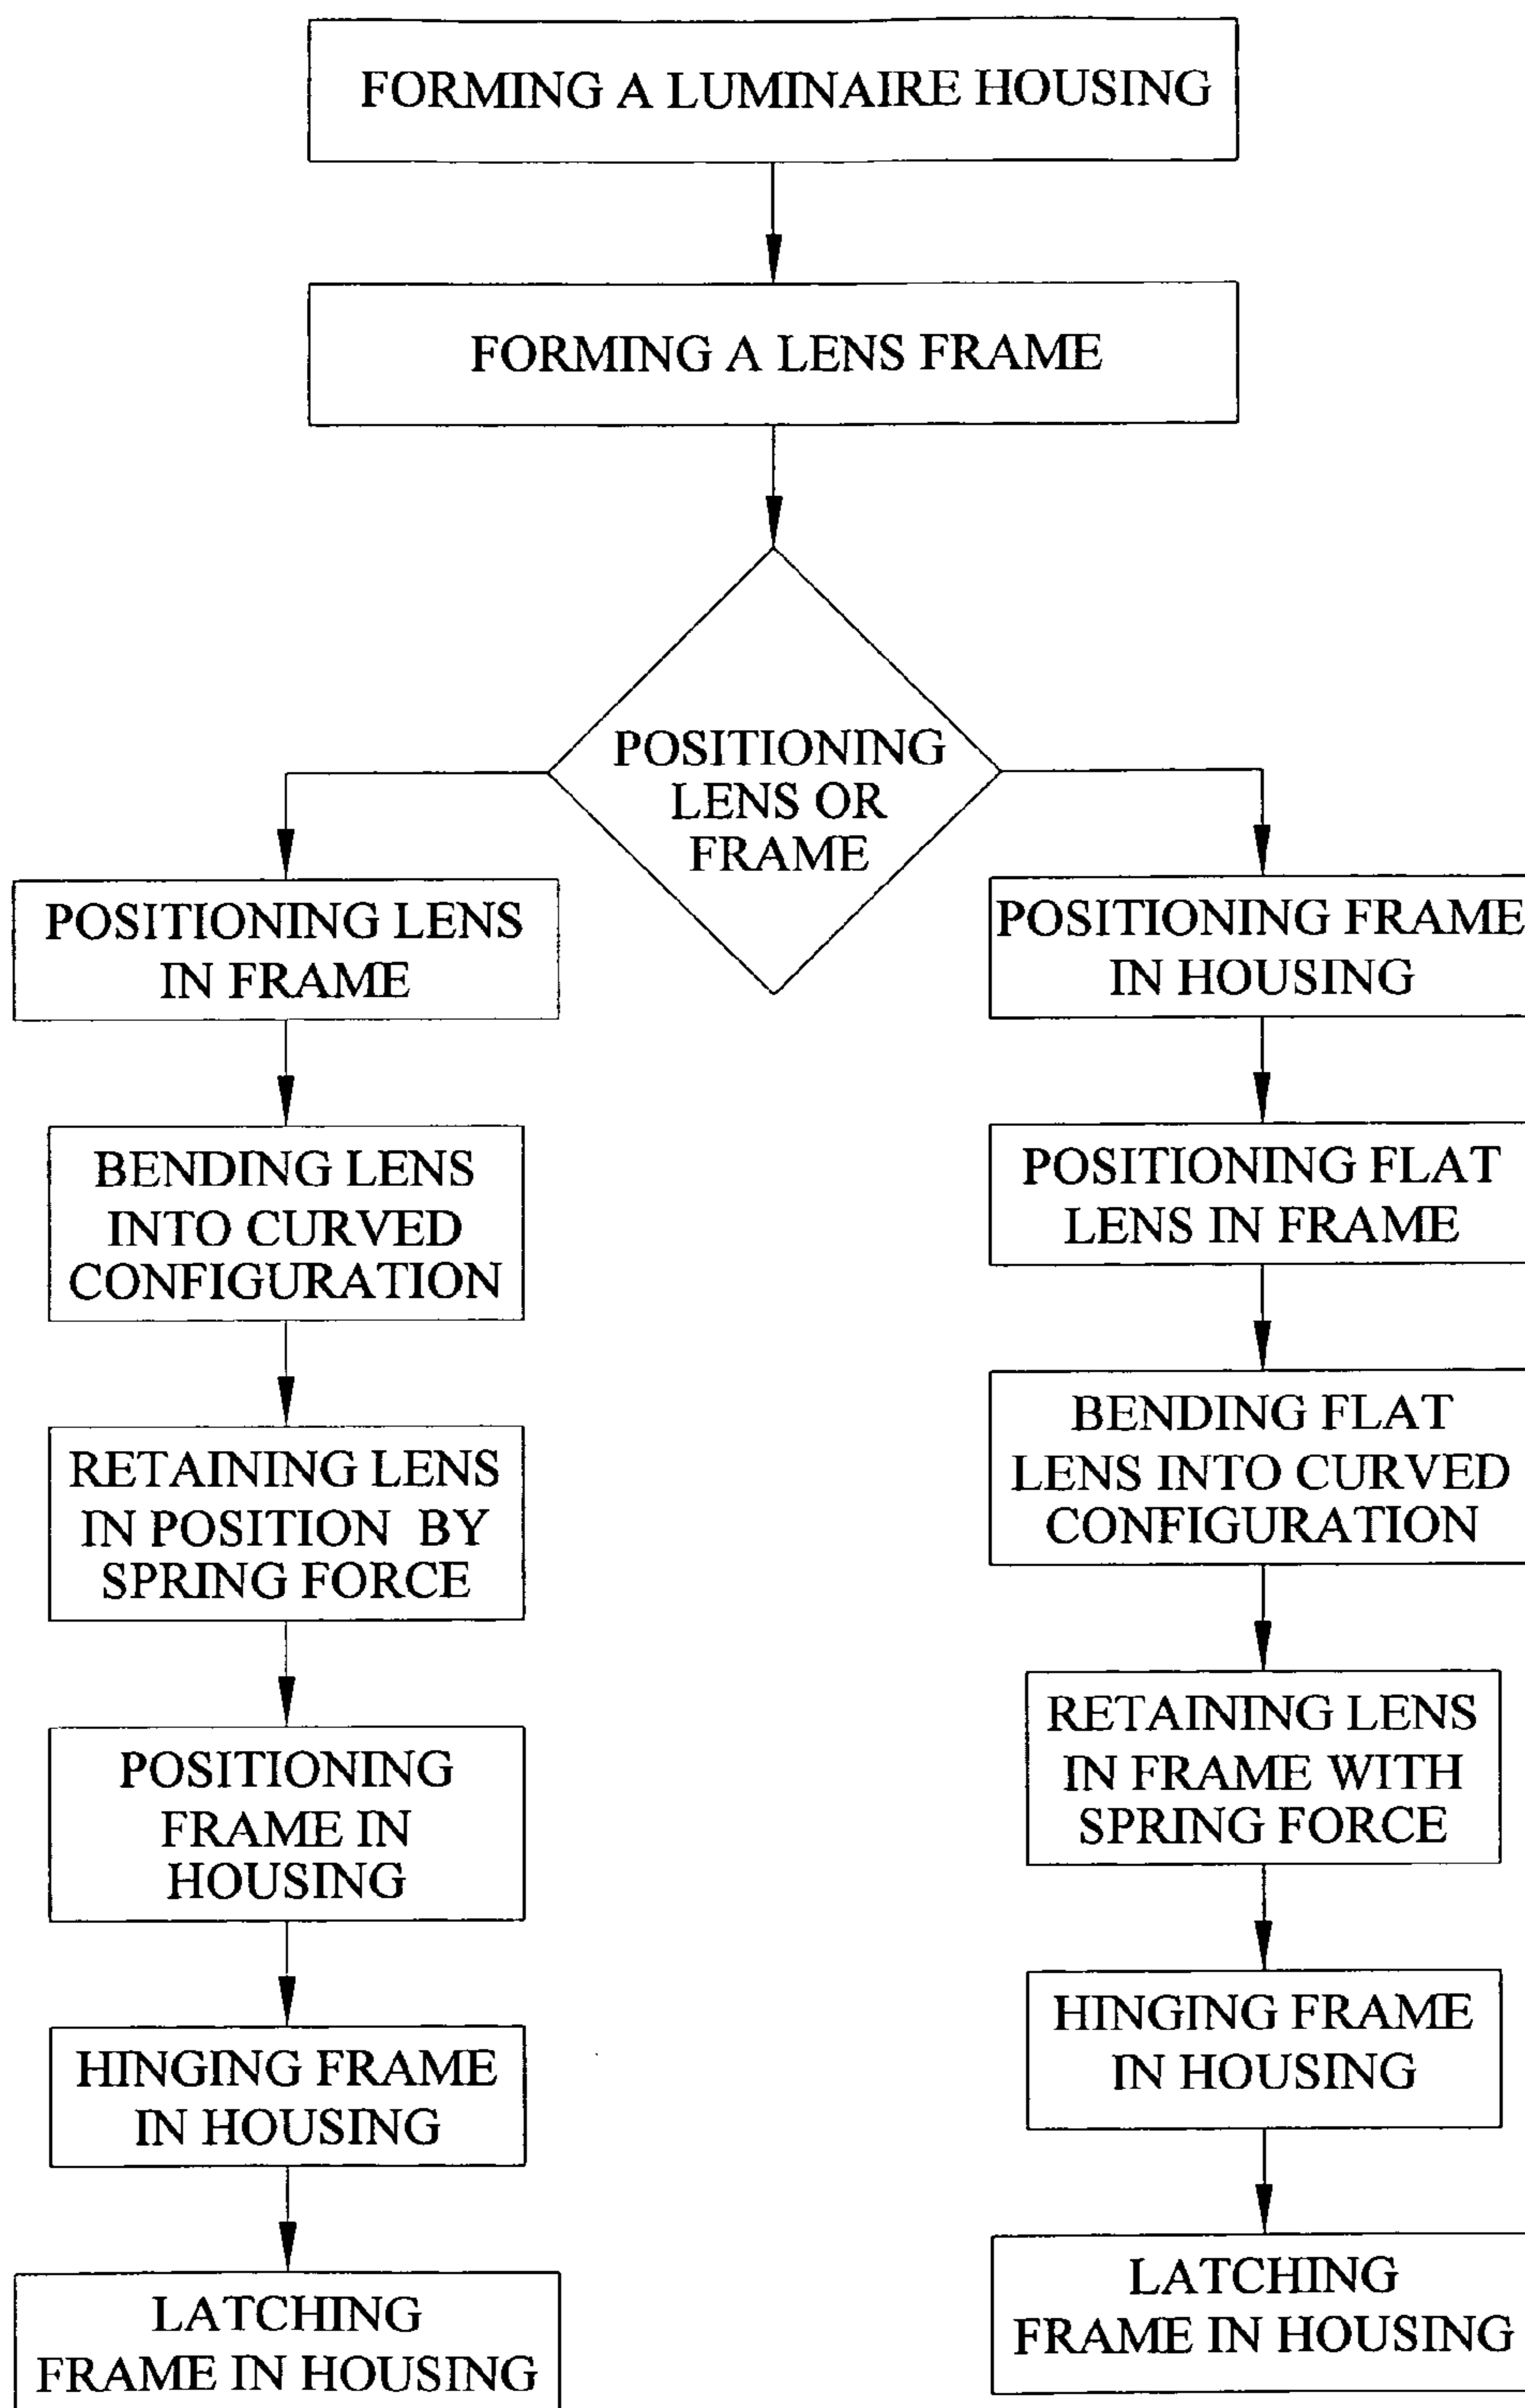 FORMING A LUMINAIRE HOUSING
FORMING A LENS FRAME
POSITIONING
LENS OR
FRAME
POSITIONING LENS
IN FRAME
BENDING LENS
INTO CURVED
CONFIGURATION
RETAINING LENS
IN POSITION BY
SPRING FORCE
POSITIONING
FRAME IN
HOUSING
HINGING FRAME
IN HOUSING
LATCHING
FRAME IN HOUSING
POSITIONING FRAME
IN HOUSING
POSITIONING FLAT
LENS IN FRAME
BENDING FLAT
LENS INTO CURVED
CONFIGURATION
RETAINING LENS
IN FRAME WITH
SPRING FORCE
HINGING FRAME
IN HOUSING
LATCHING
FRAME IN HOUSING